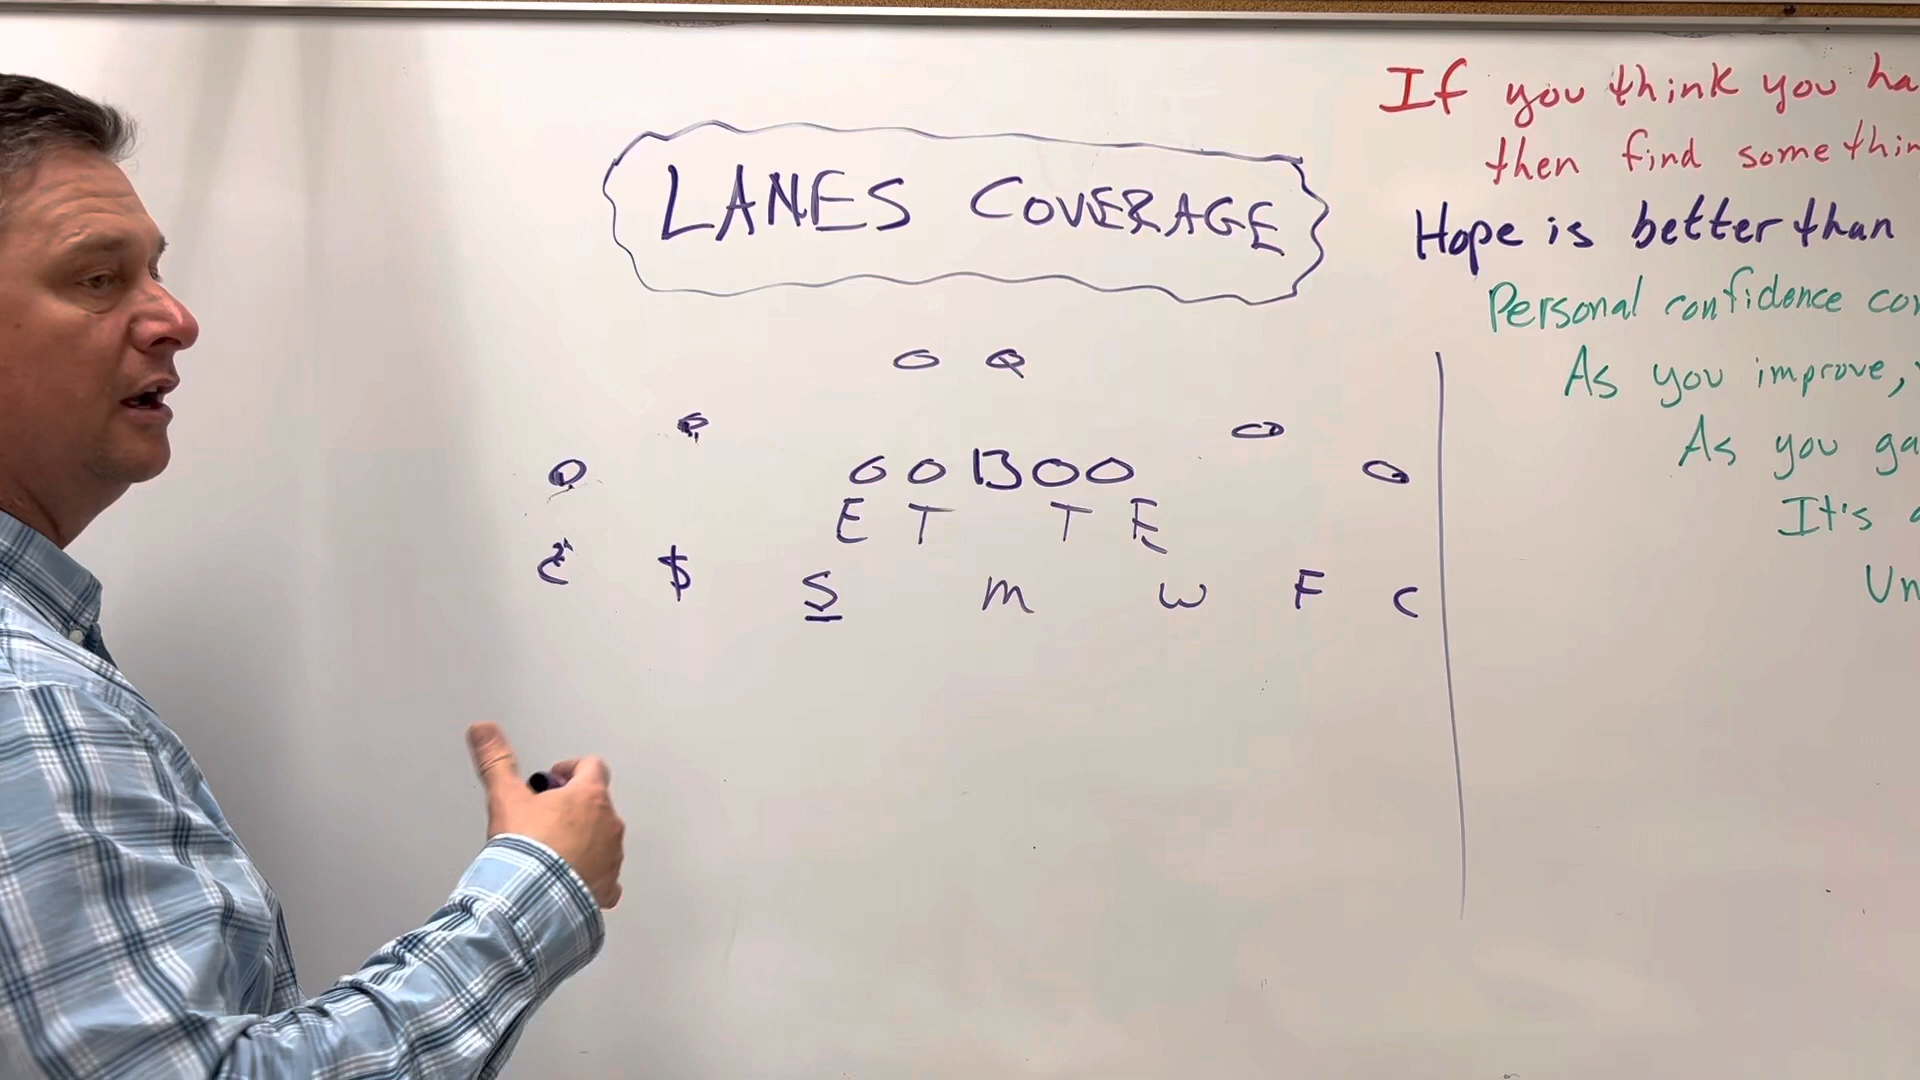 LANES COVERAGE
O Q
O O
O O O B O O O
E T T E
C $ S M W F C
If you think you ha
then find somethin
Hope is better than
Personal confidence co
As you improve,
As you ga
It's
Un